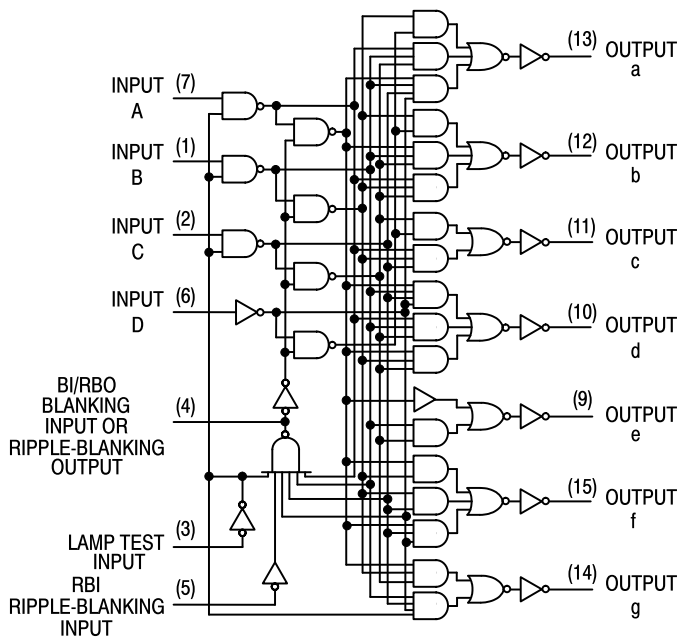 INPUT (7)
A
INPUT (1)
B
INPUT (2)
C
INPUT (6)
D
BI/RBO
BLANKING
INPUT OR (4)
RIPPLE-BLANKING
OUTPUT
(3)
LAMP TEST
INPUT
RBI (5)
RIPPLE-BLANKING
INPUT
(13) OUTPUT
a
(12) OUTPUT
b
(11) OUTPUT
c
(10) OUTPUT
d
(9) OUTPUT
e
(15) OUTPUT
f
(14) OUTPUT
g